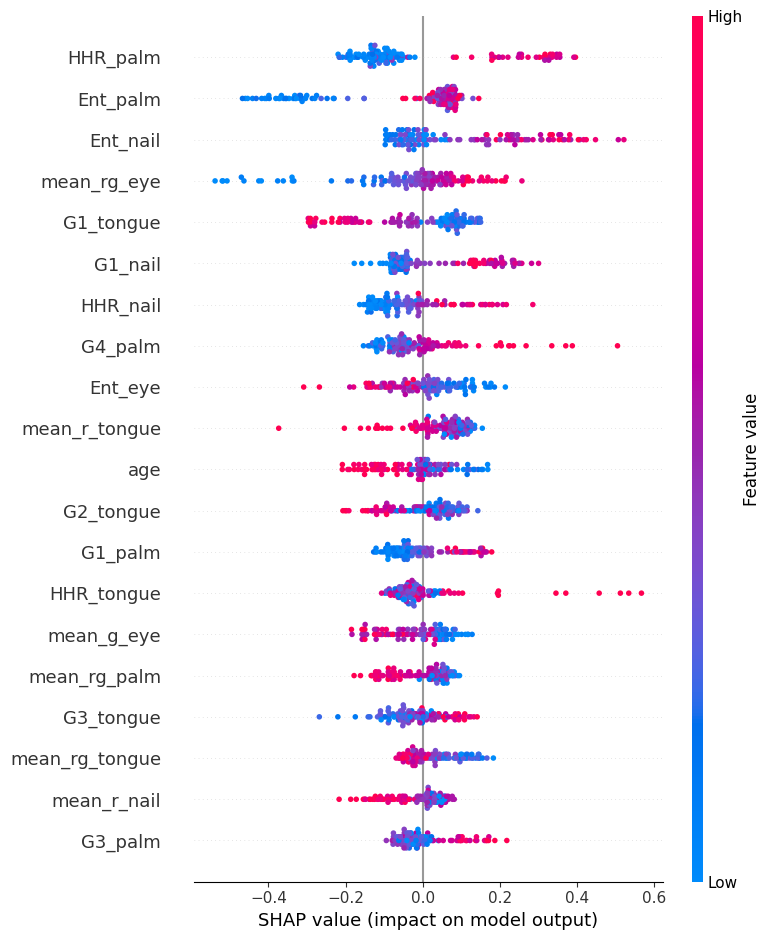 High
HHR_palm
Ent_palm
Ent_nail
mean_rg_eye
G1_tongue
G1_nail
HHR_nail
G4_palm
Ent_eye
mean_r_tongue
age
G2_tongue
G1_palm
HHR_tongue
mean_g_eye
mean_rg_palm
G3_tongue
mean_rg_tongue
mean_r_nail
G3_palm
Feature value
Low
−0.4 −0.2 0.0 0.2 0.4 0.6
SHAP value (impact on model output)